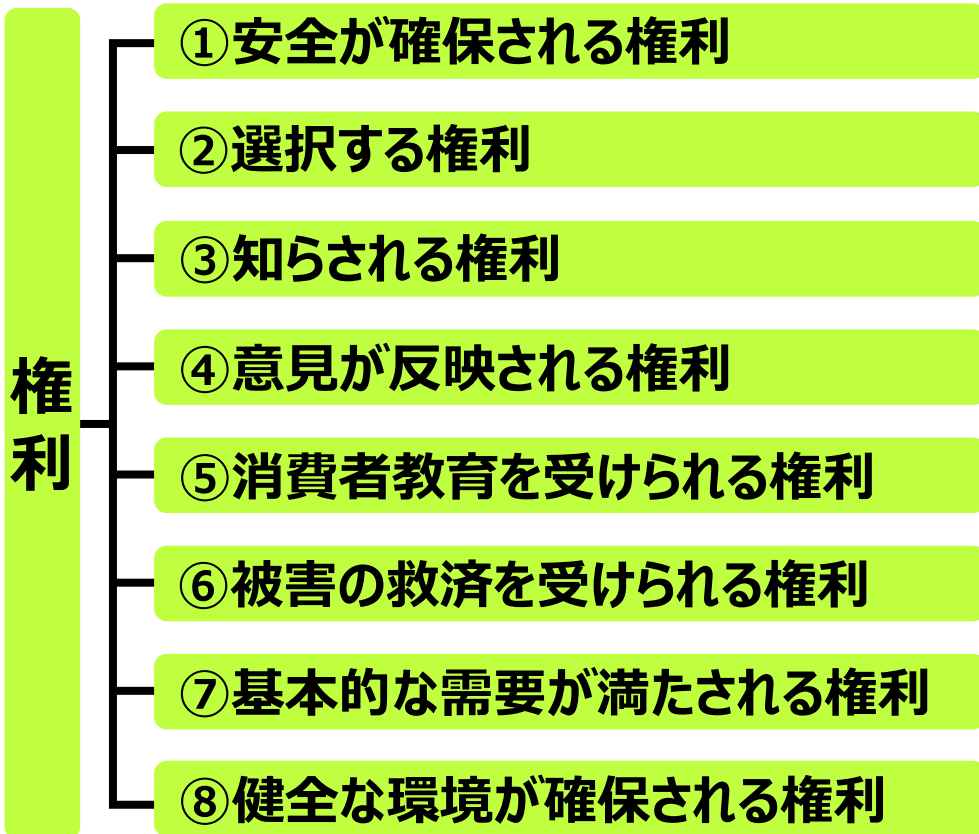 権利
①安全が確保される権利
②選択する権利
③知らされる権利
④意見が反映される権利
⑤消費者教育を受けられる権利
⑥被害の救済を受けられる権利
⑦基本的な需要が満たされる権利
⑧健全な環境が確保される権利